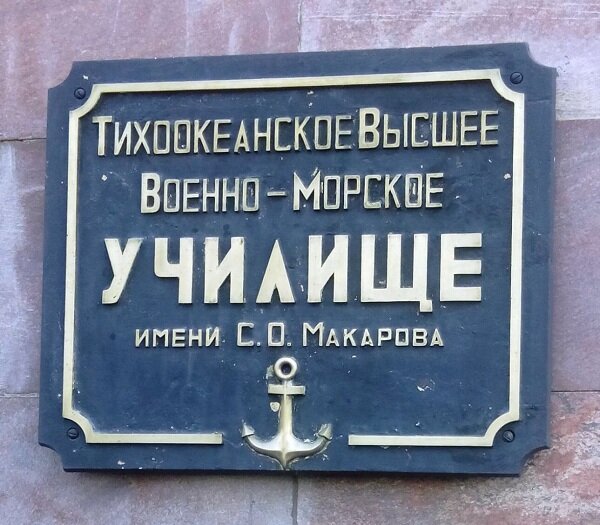 Тихоокеанское Высшее
Военно – Морское
УЧИЛИЩЕ
имени С.О. Макарова